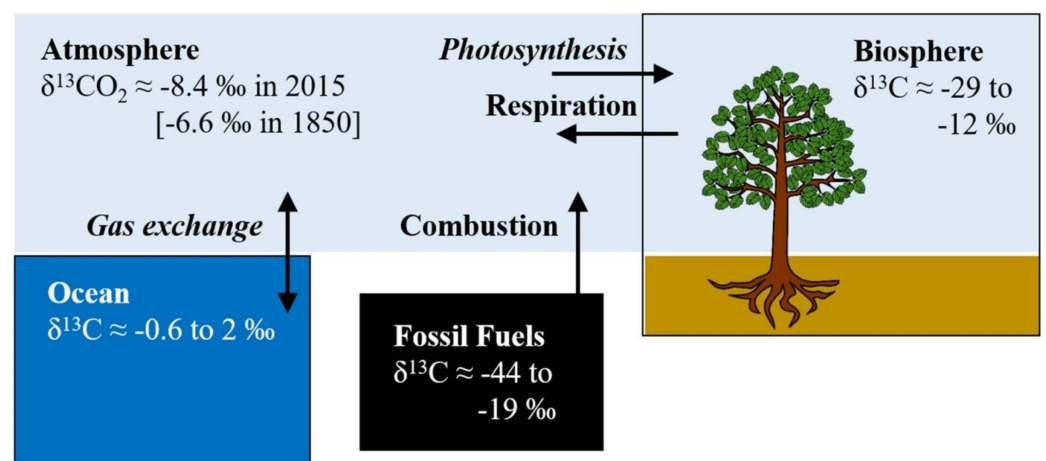 Atmosphere
δ¹³CO₂ ≈ -8.4 ‰ in 2015
[-6.6 ‰ in 1850]
Photosynthesis
Respiration
Biosphere
δ¹³C ≈ -29 to
-12 ‰
Gas exchange
Combustion
Ocean
δ¹³C ≈ -0.6 to 2 ‰
Fossil Fuels
δ¹³C ≈ -44 to
-19 ‰